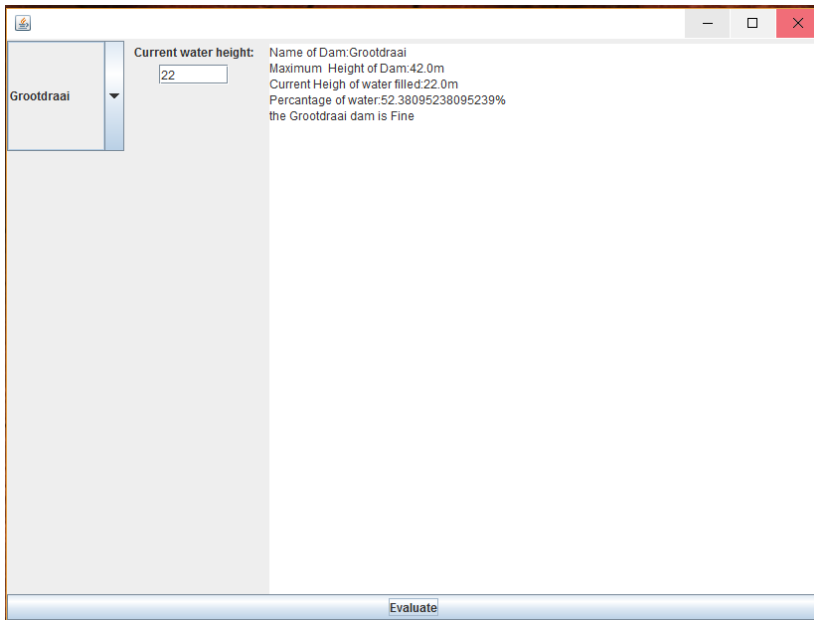 Grootdraai
Current water height:
22
Name of Dam:Grootdraai
Maximum  Height of Dam:42.0m
Current Heigh of water filled:22.0m
Percantage of water:52.38095238095239%
the Grootdraai dam is Fine
Evaluate